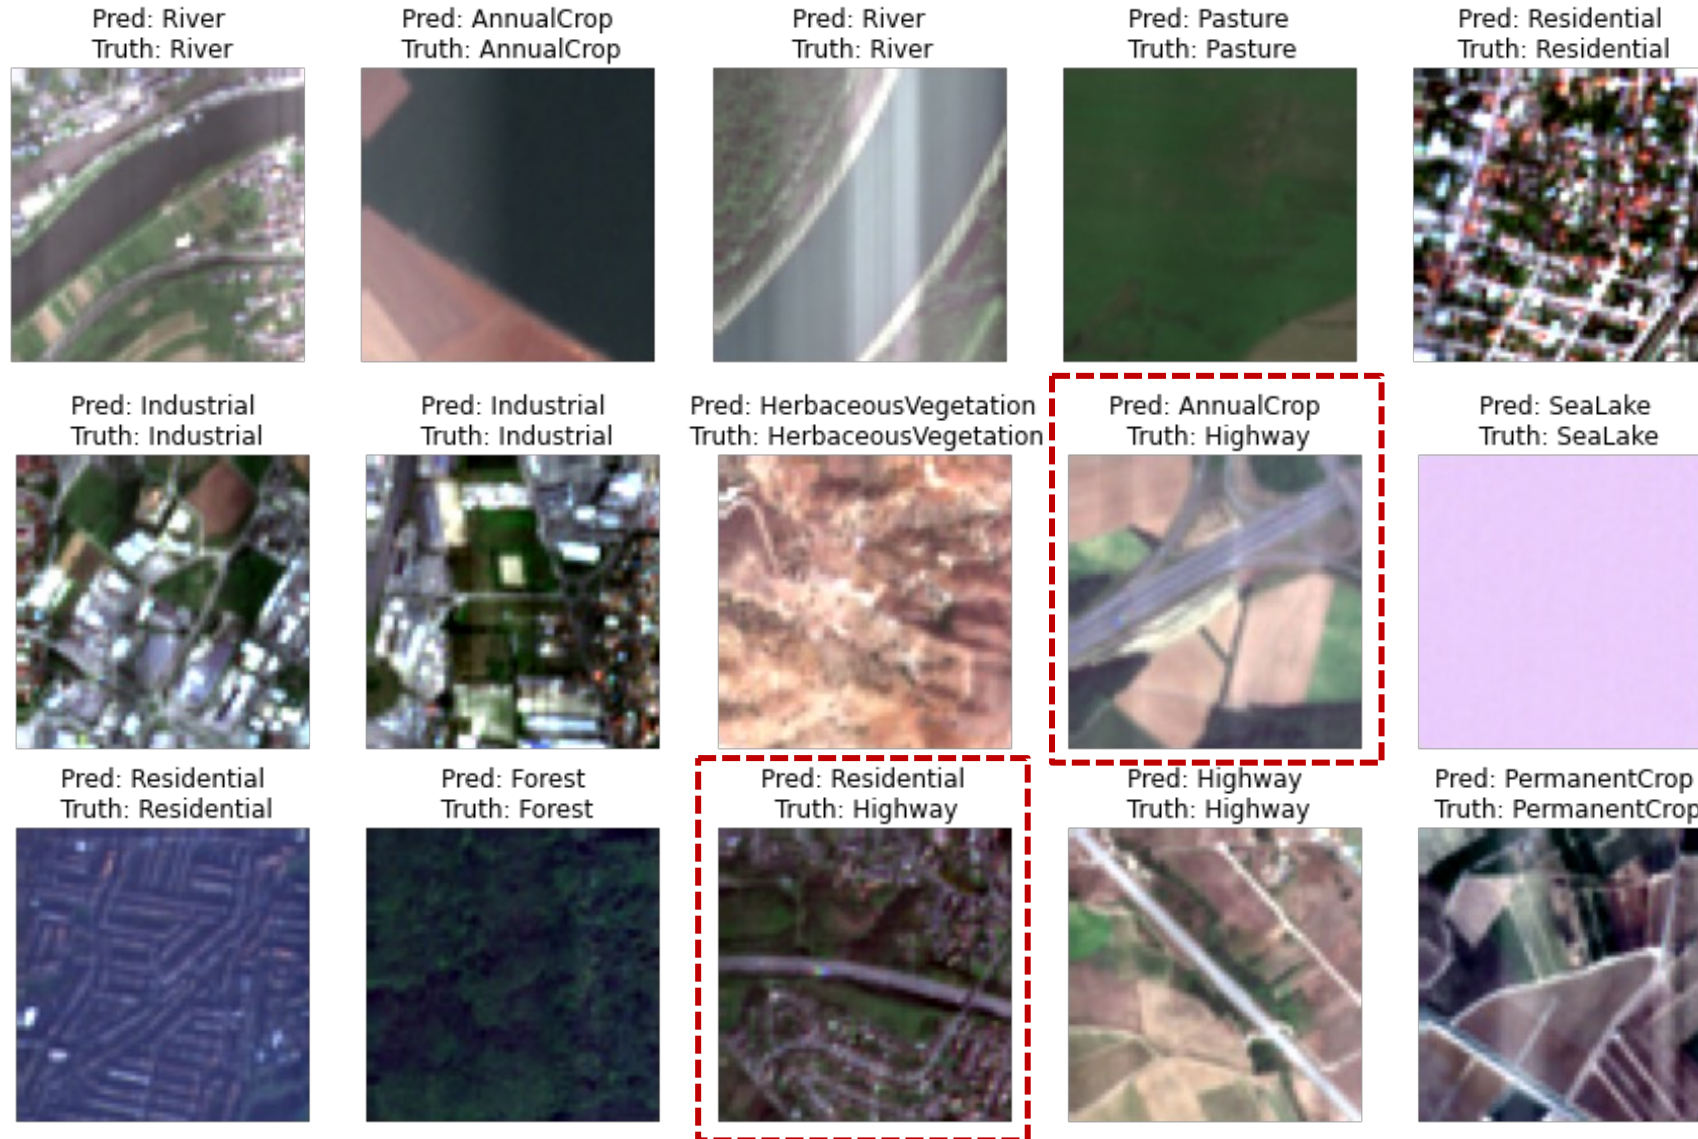 Pred: River
Truth: River
Pred: AnnualCrop
Truth: AnnualCrop
Pred: River
Truth: River
Pred: Pasture
Truth: Pasture
Pred: Residential
Truth: Residential
Pred: Industrial
Truth: Industrial
Pred: Industrial
Truth: Industrial
Pred: HerbaceousVegetation
Truth: HerbaceousVegetation
Pred: AnnualCrop
Truth: Highway
Pred: SeaLake
Truth: SeaLake
Pred: Residential
Truth: Residential
Pred: Forest
Truth: Forest
Pred: Residential
Truth: Highway
Pred: Highway
Truth: Highway
Pred: PermanentCrop
Truth: PermanentCrop